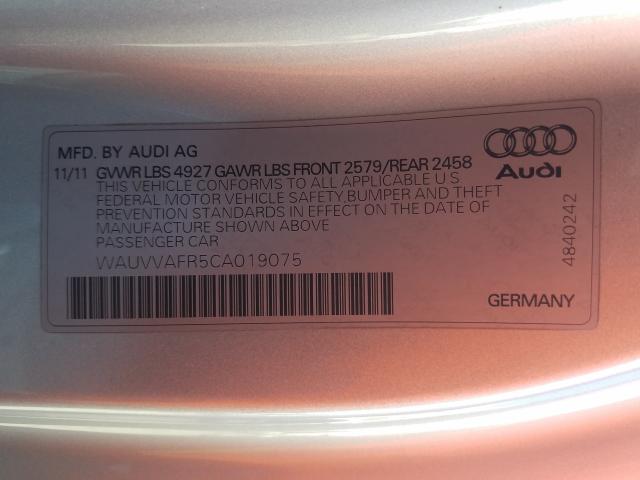 MFD. BY AUDI AG
11/11 GVWR LBS 4927 GAWR LBS FRONT 2579/REAR 2458
THIS VEHICLE CONFORMS TO ALL APPLICABLE U S
FEDERAL MOTOR VEHICLE SAFETY,BUMPER AND THEFT
PREVENTION STANDARDS IN EFFECT ON THE DATE OF
MANUFACTURE SHOWN ABOVE
PASSENGER CAR
WAUVVAFR5CA019075
Audi
4840242
GERMANY